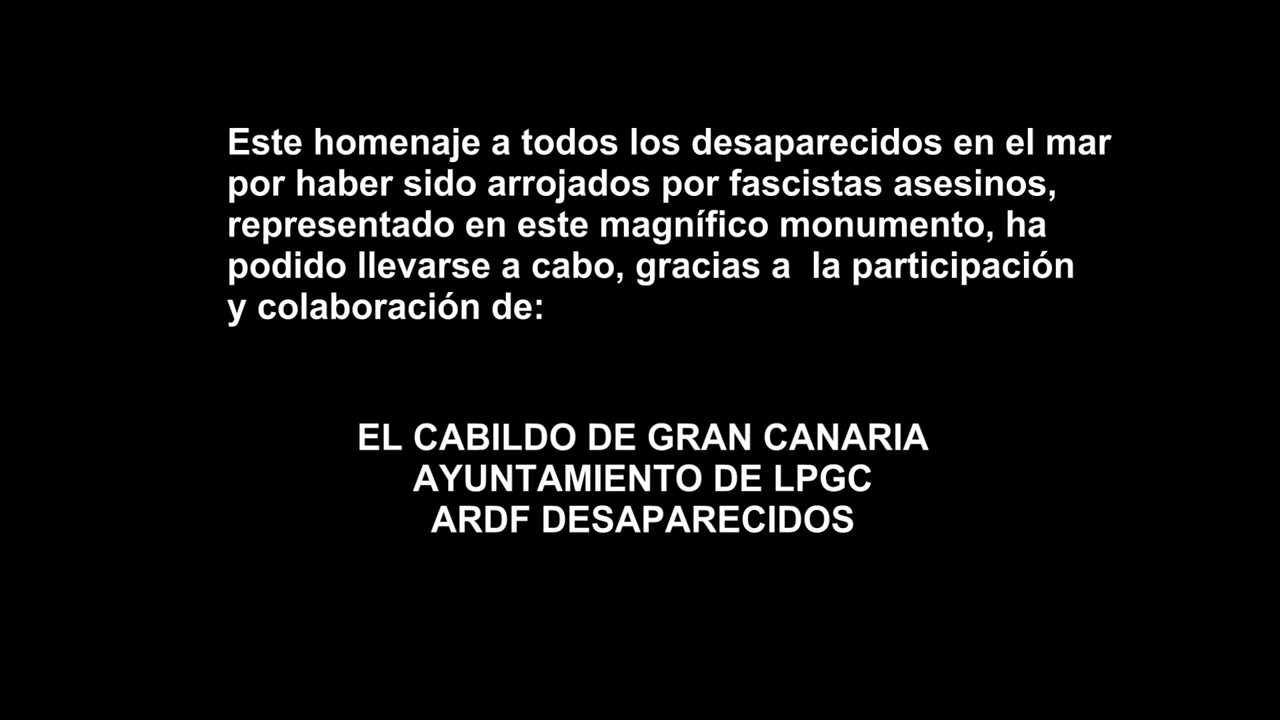 Este homenaje a todos los desaparecidos en el mar
por haber sido arrojados por fascistas asesinos,
representado en este magnífico monumento, ha
podido llevarse a cabo, gracias a  la participación
y colaboración de:
EL CABILDO DE GRAN CANARIA
AYUNTAMIENTO DE LPGC
ARDF DESAPARECIDOS